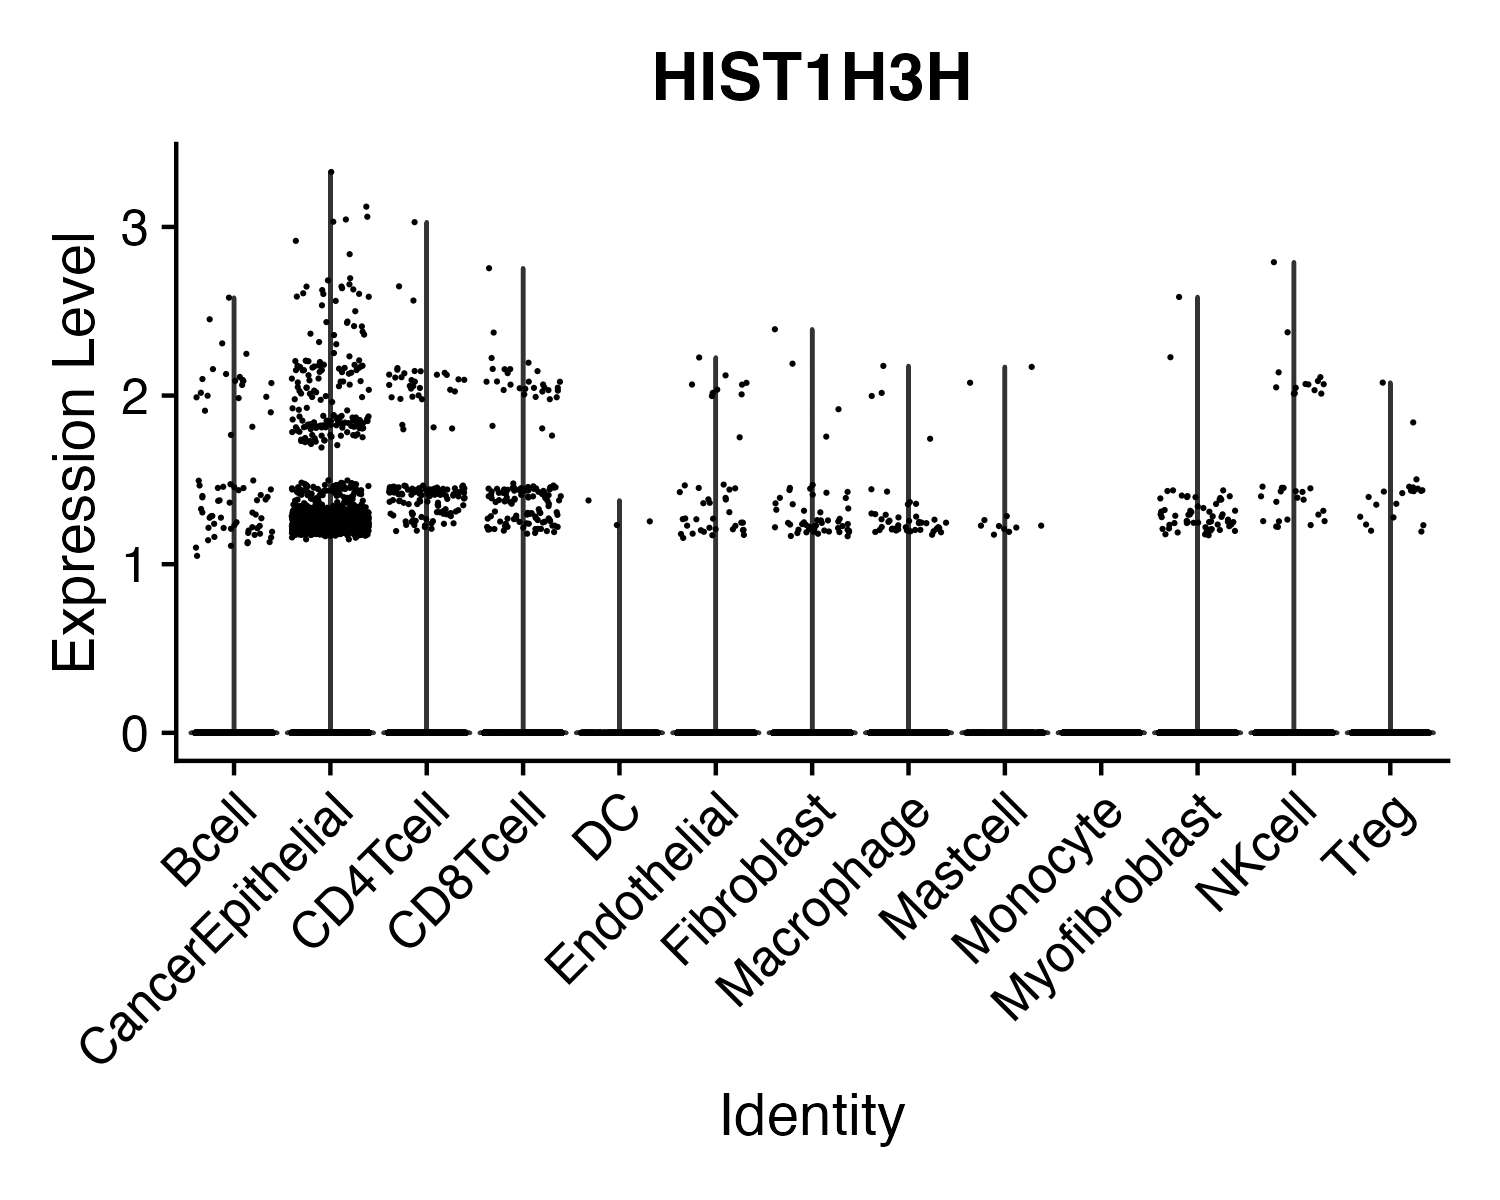 HIST1H3H
Expression Level
3
2
1
0
Bcell
CancerEpithelial
CD4Tcell
CD8Tcell
DC
Endothelial
Fibroblast
Macrophage
Mastcell
Monocyte
Myofibroblast
NKcell
Treg
Identity